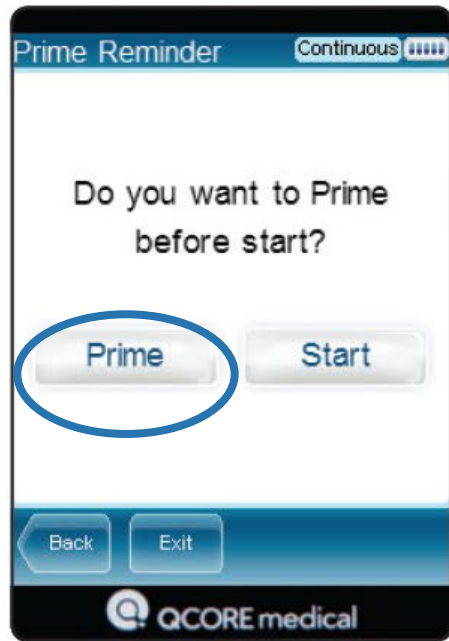 Prime Reminder
Continuous
Do you want to Prime
before start?
Prime
Start
Back
Exit
QCORE medical